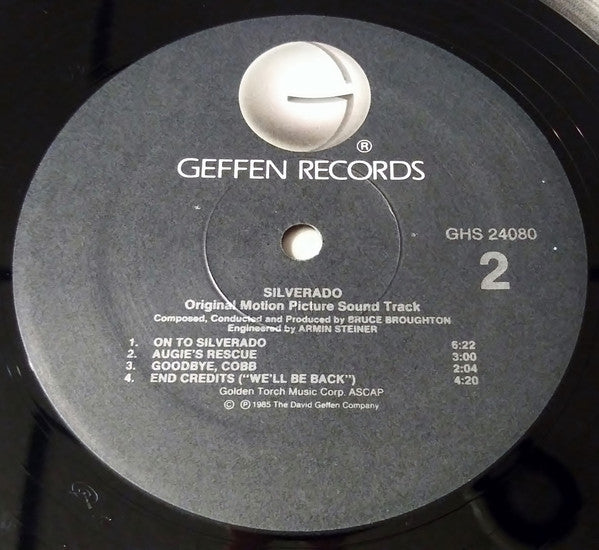 G
®
GEFFEN RECORDS
GHS 24080
2
SILVERADO
Original Motion Picture Sound Track
Composed, Conducted and Produced by BRUCE BROUGHTON
Engineered by ARMIN STEINER
1. ON TO SILVERADO 6:22
2. AUGIE'S RESCUE 3:00
3. GOODBYE, COBB 2:04
4. END CREDITS ("WE'LL BE BACK") 4:20
Golden Torch Music Corp. ASCAP
© ℗ 1985 The David Geffen Company